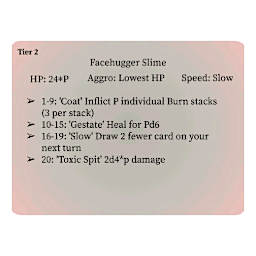 Tier 2
Facehugger Slime
HP: 24*P Aggro: Lowest HP Speed: Slow
➢ 1-9: 'Coat' Inflict P individual Burn stacks
(3 per stack)
➢ 10-15: 'Gestate' Heal for Pd6
➢ 16-19: 'Slow' Draw 2 fewer card on your
next turn
➢ 20: 'Toxic Spit' 2d4*p damage